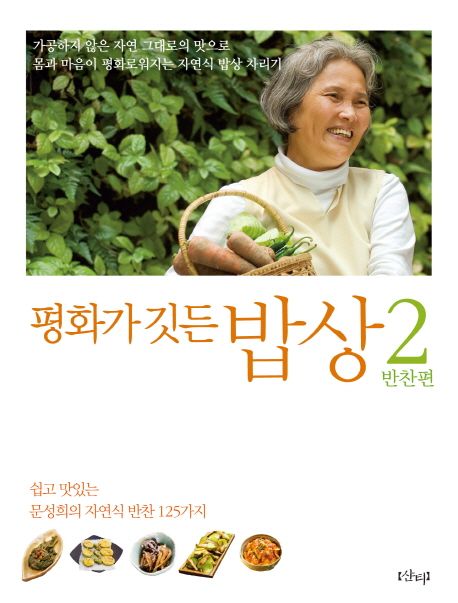 가공하지 않은 자연 그대로의 맛으로
몸과 마음이 평화로워지는 자연식 밥상 차리기
평화가 깃든 밥상 2
반찬편
쉽고 맛있는
문성희의 자연식 반찬 125가지
【샨티】